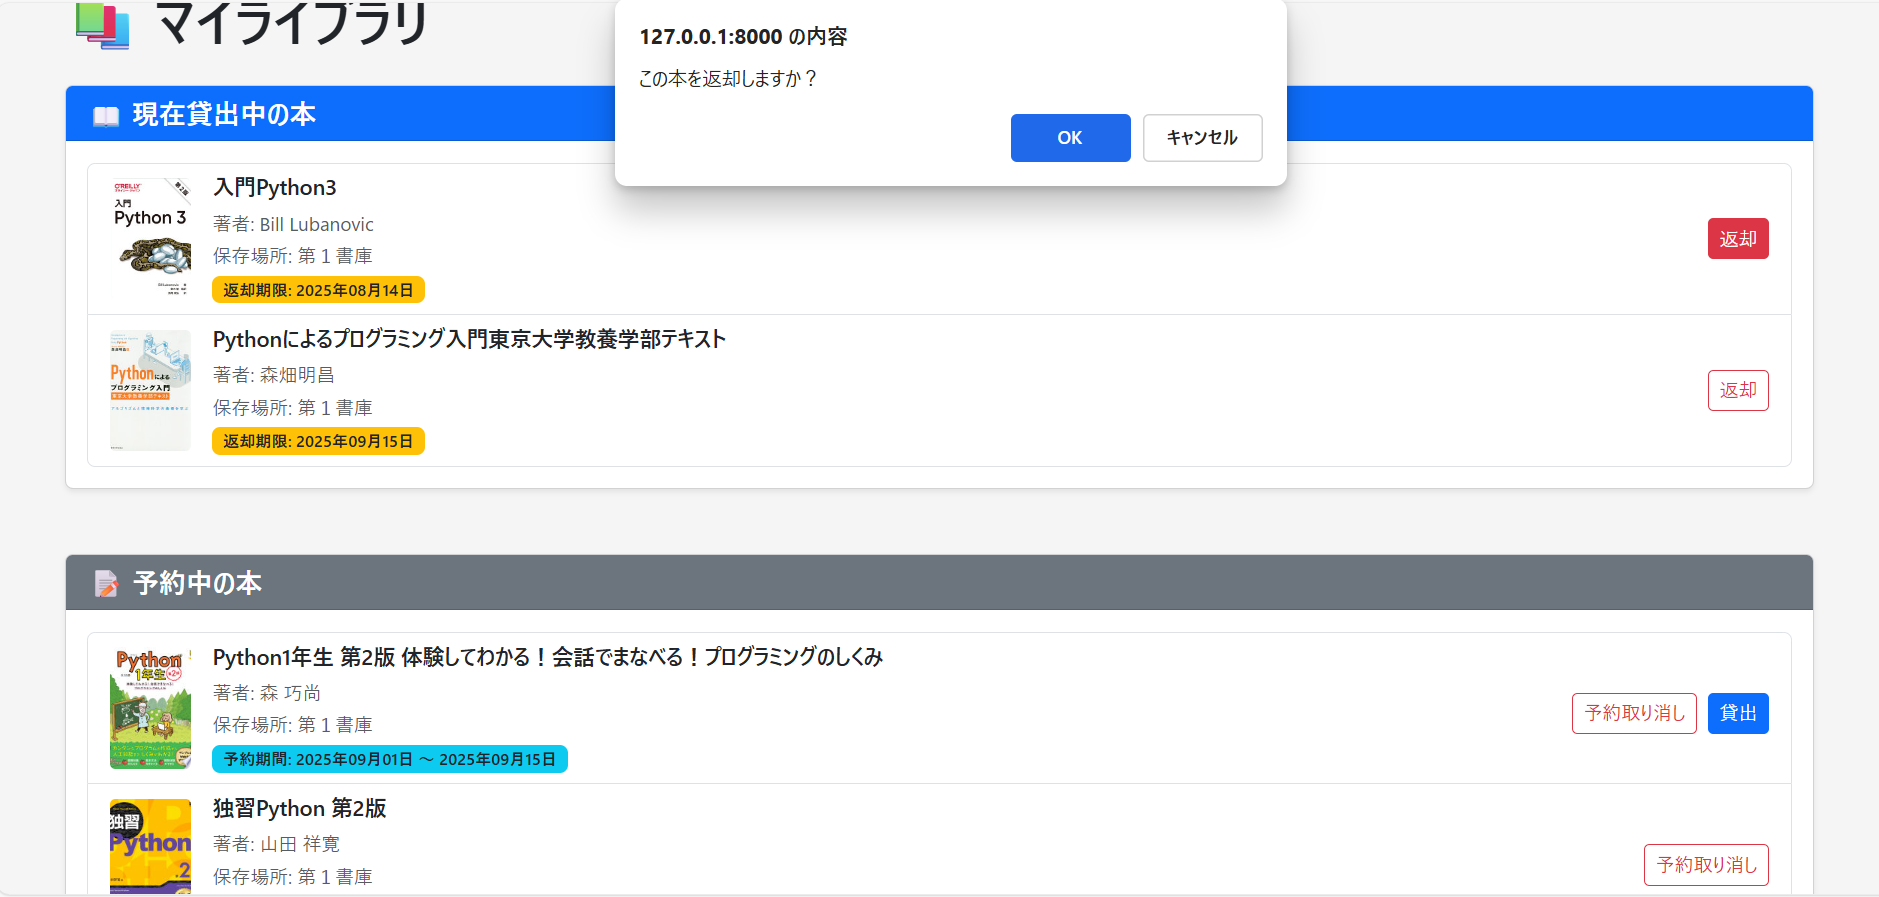 マイライブラリ
127.0.0.1:8000 の内容
この本を返却しますか？
OK
キャンセル
現在貸出中の本
O'REILLY
第2版
入門
Python 3
入門Python3
著者: Bill Lubanovic
保存場所: 第１書庫
返却期限: 2025年08月14日
返却
Pythonによる
プログラミング入門
東京大学教養学部テキスト
Pythonによるプログラミング入門東京大学教養学部テキスト
著者: 森畑明昌
保存場所: 第１書庫
返却期限: 2025年09月15日
返却
予約中の本
Python
1年生
Python1年生 第2版 体験してわかる！会話でまなべる！プログラミングのしくみ
著者: 森 巧尚
保存場所: 第１書庫
予約期間: 2025年09月01日 ～ 2025年09月15日
予約取り消し
貸出
独習
Python
独習Python 第2版
著者: 山田 祥寛
保存場所: 第１書庫
予約取り消し